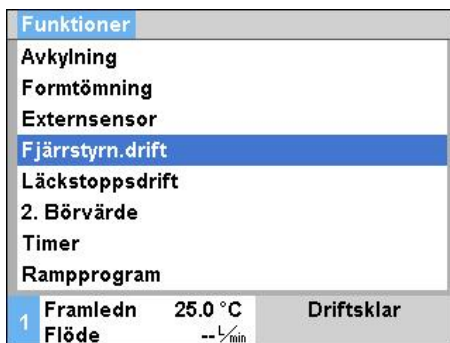 Funktioner
Avkylning
Formtömning
Externsensor
Fjärrstyrn.drift
Läckstoppsdrift
2. Börvärde
Timer
Rampprogram
1 Framledn 25.0 °C Driftsklar
Flöde -- L/min